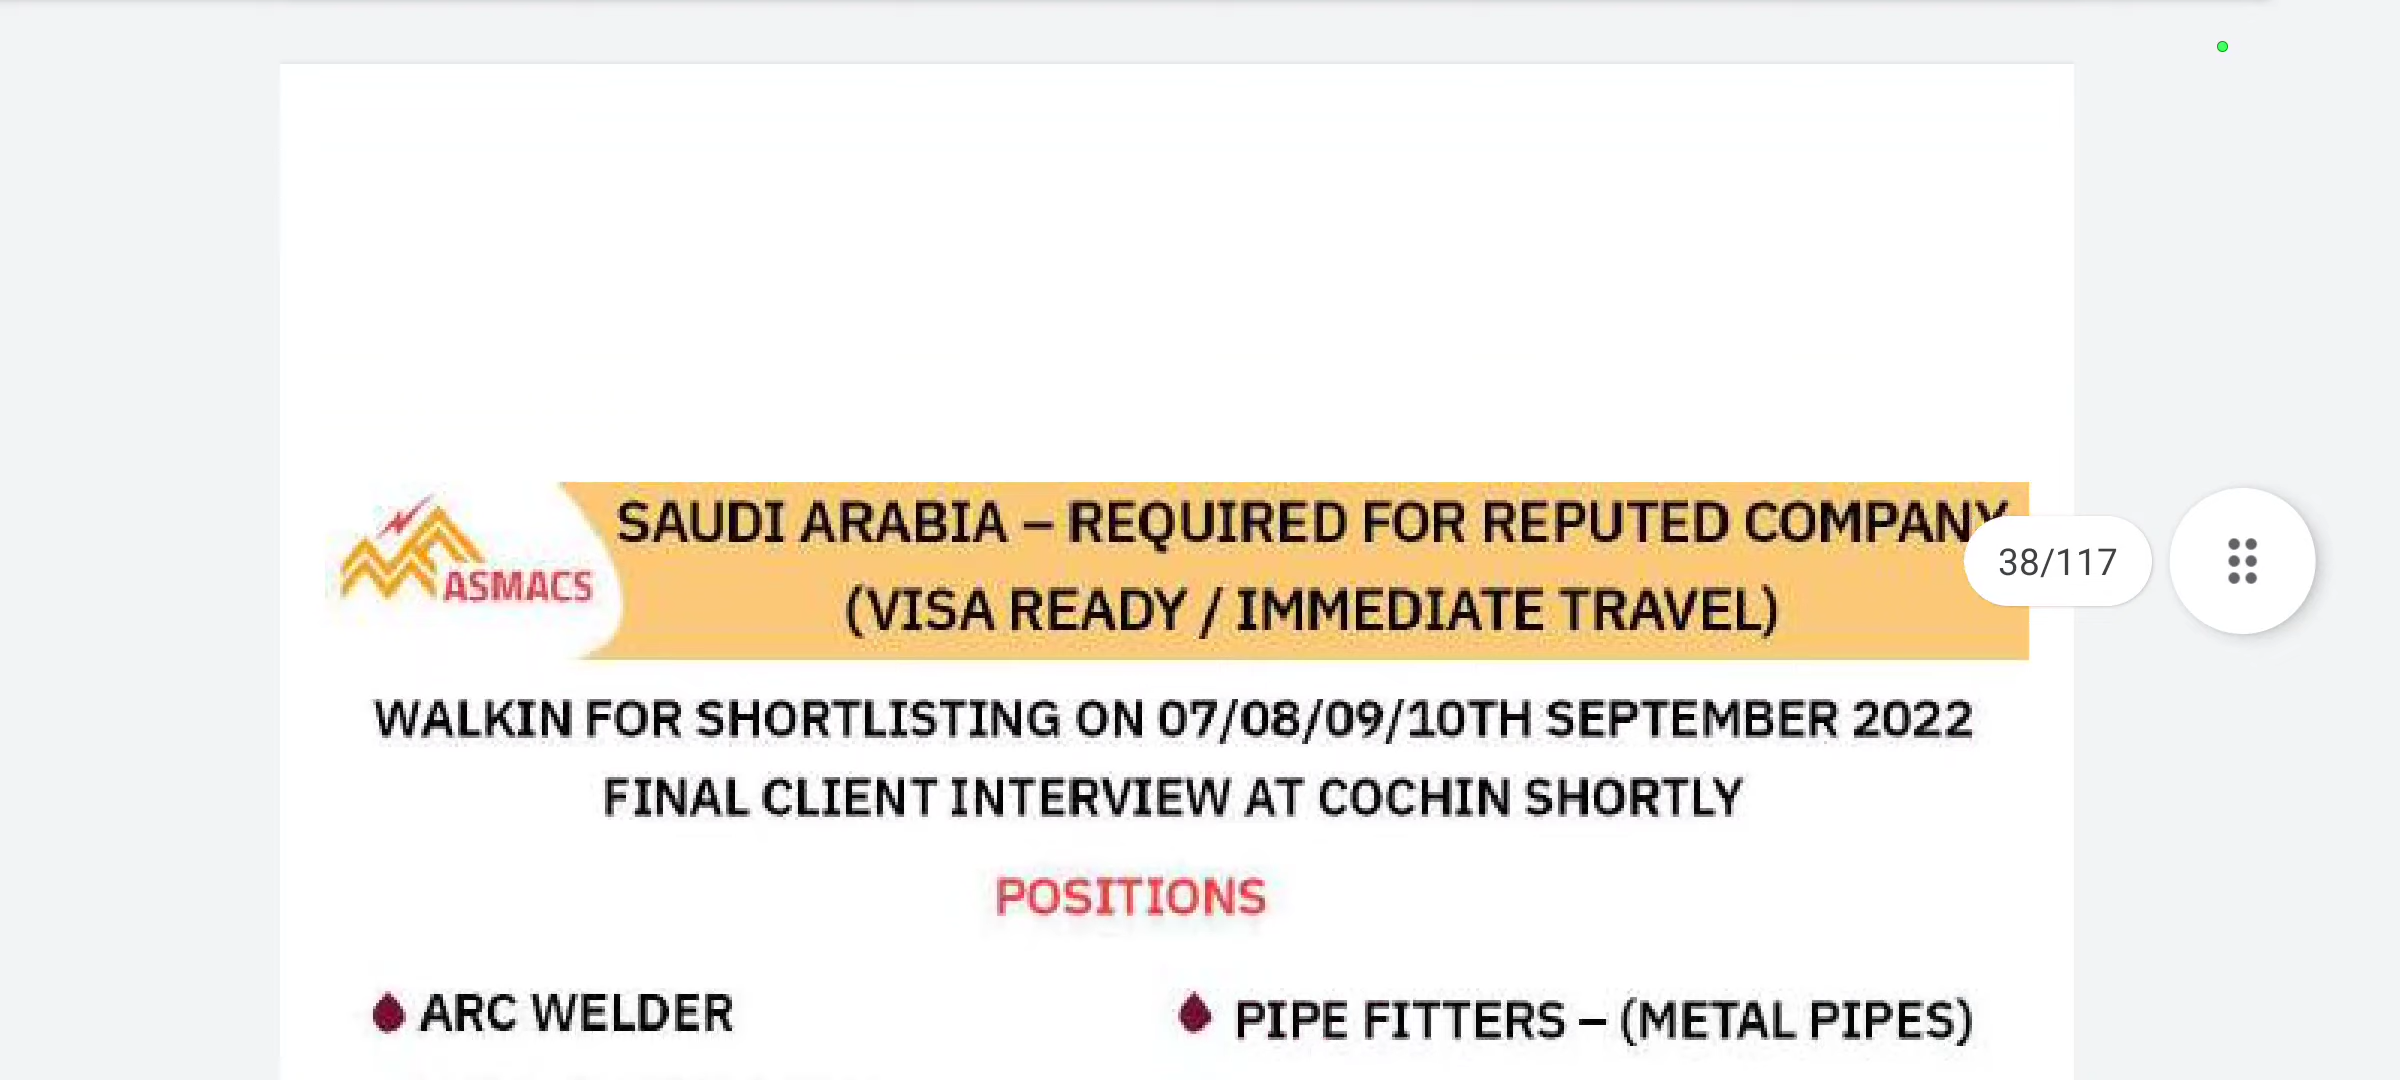 SAUDI ARABIA – REQUIRED FOR REPUTED COMPANY
ASMACS
(VISA READY / IMMEDIATE TRAVEL)
38/117
WALKIN FOR SHORTLISTING ON 07/08/09/10TH SEPTEMBER 2022
FINAL CLIENT INTERVIEW AT COCHIN SHORTLY
POSITIONS
ARC WELDER
PIPE FITTERS – (METAL PIPES)